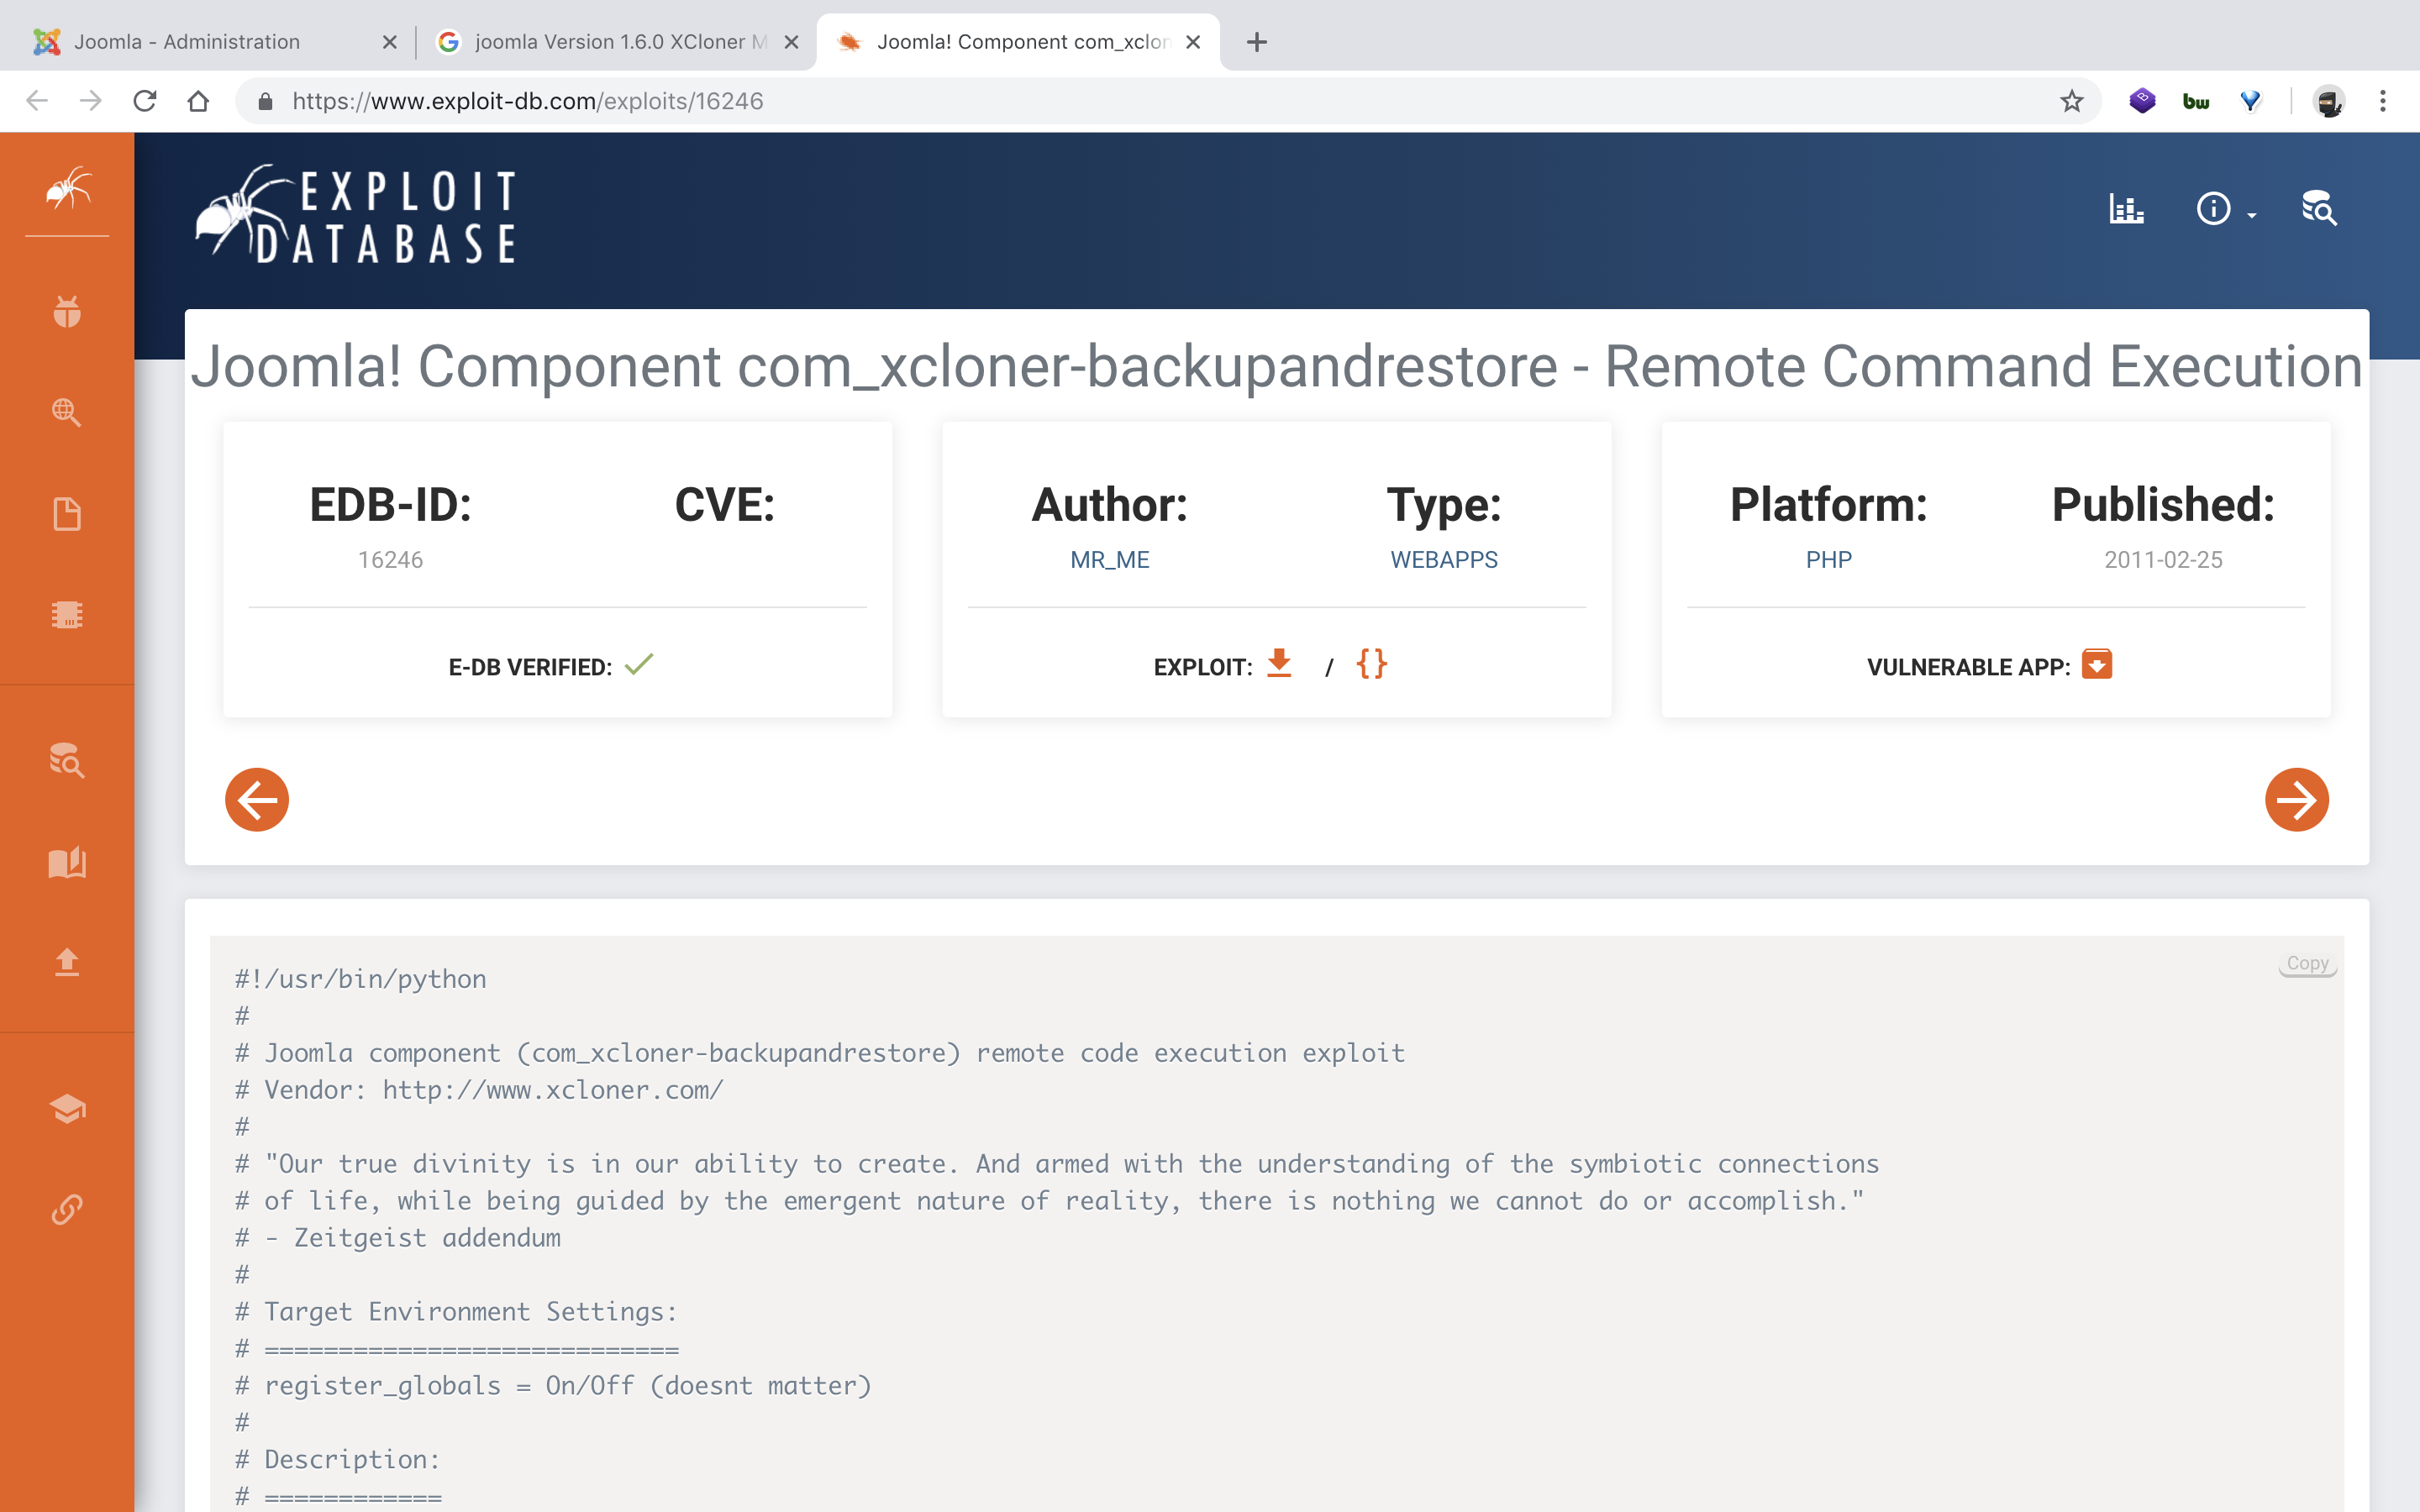 Joomla - Administration
joomla Version 1.6.0 XCloner M
Joomla! Component com_xclon
https://www.exploit-db.com/exploits/16246
bw
EXPLOIT
DATABASE
Joomla! Component com_xcloner-backupandrestore - Remote Command Execution
EDB-ID: CVE: Author: Type: Platform: Published:
16246 MR_ME WEBAPPS PHP 2011-02-25
E-DB VERIFIED: EXPLOIT: / {} VULNERABLE APP:
Copy
#!/usr/bin/python
#
# Joomla component (com_xcloner-backupandrestore) remote code execution exploit
# Vendor: http://www.xcloner.com/
#
# "Our true divinity is in our ability to create. And armed with the understanding of the symbiotic connections
# of life, while being guided by the emergent nature of reality, there is nothing we cannot do or accomplish."
# - Zeitgeist addendum
#
# Target Environment Settings:
# ============================
# register_globals = On/Off (doesnt matter)
#
# Description:
# ============